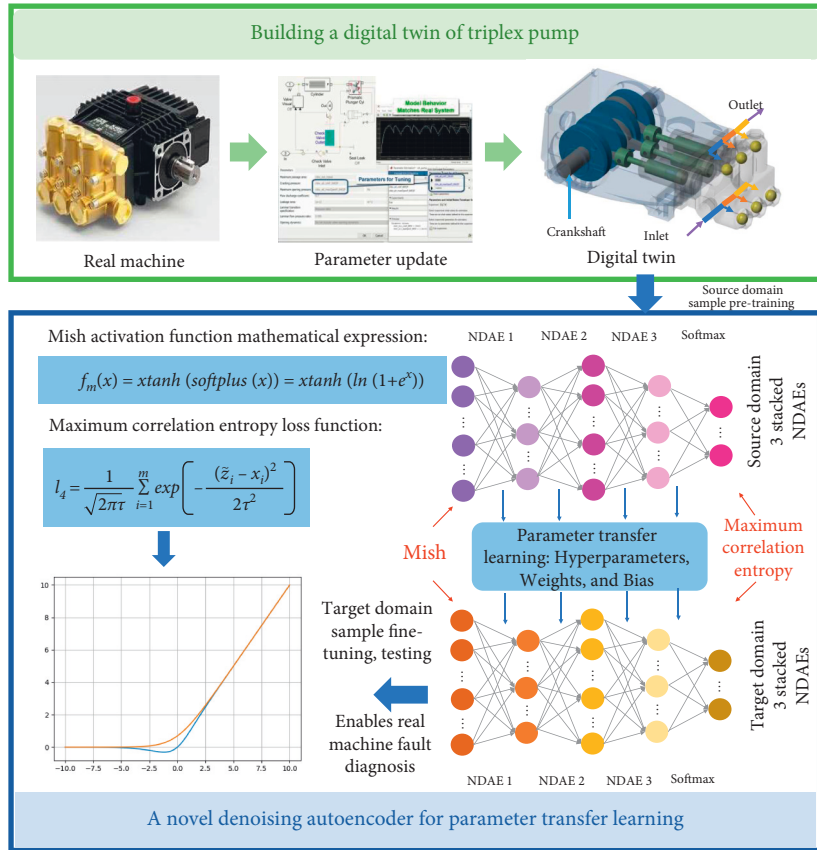 Building a digital twin of triplex pump
Model Behavior
Matches Real System
Parameters for Tuning
Outlet
Crankshaft
Inlet
Real machine
Parameter update
Digital twin
Source domain
sample pre-training
Mish activation function mathematical expression:
f_m(x) = xtanh (softplus (x)) = xtanh (ln (1+e^x))
Maximum correlation entropy loss function:
l_4 = 1/√2πτ m∑i=1 exp(−(z̃_i − x_i)^2/2τ^2)
NDAE 1 NDAE 2 NDAE 3 Softmax
Source domain
3 stacked
NDAEs
Mish
Parameter transfer
learning: Hyperparameters,
Weights, and Bias
Maximum
correlation
entropy
Target domain
sample fine-
tuning, testing
Enables real
machine fault
diagnosis
Target domain
3 stacked
NDAEs
NDAE 1 NDAE 2 NDAE 3 Softmax
10
8
6
4
2
0
−10.0 −7.5 −5.0 −2.5 0.0 2.5 5.0 7.5 10.0
A novel denoising autoencoder for parameter transfer learning